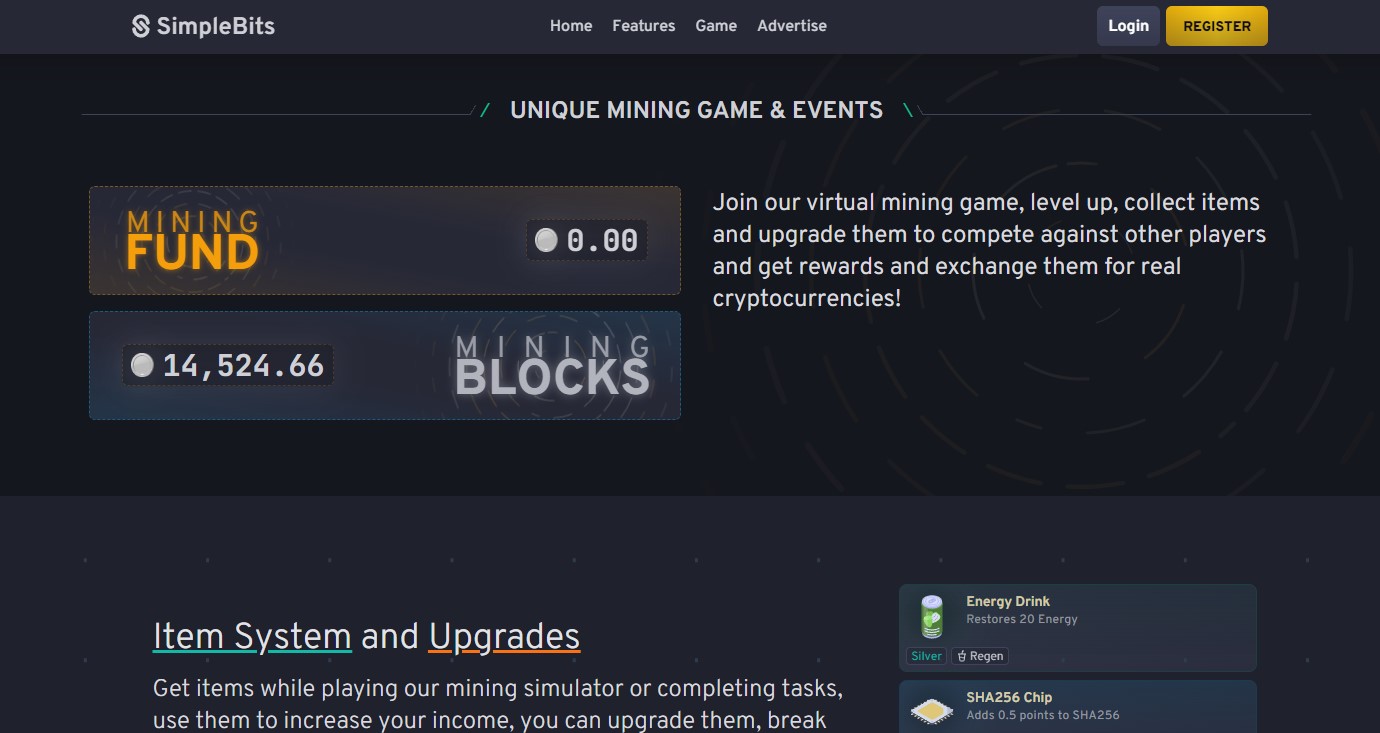 SimpleBits
Home Features Game Advertise
Login REGISTER
/ UNIQUE MINING GAME & EVENTS \
MINING
FUND
0.00
14,524.66
MINING
BLOCKS
Join our virtual mining game, level up, collect items
and upgrade them to compete against other players
and get rewards and exchange them for real
cryptocurrencies!
Item System and Upgrades
Get items while playing our mining simulator or completing tasks,
use them to increase your income, you can upgrade them, break
Energy Drink
Restores 20 Energy
Silver Regen
SHA256 Chip
Adds 0.5 points to SHA256